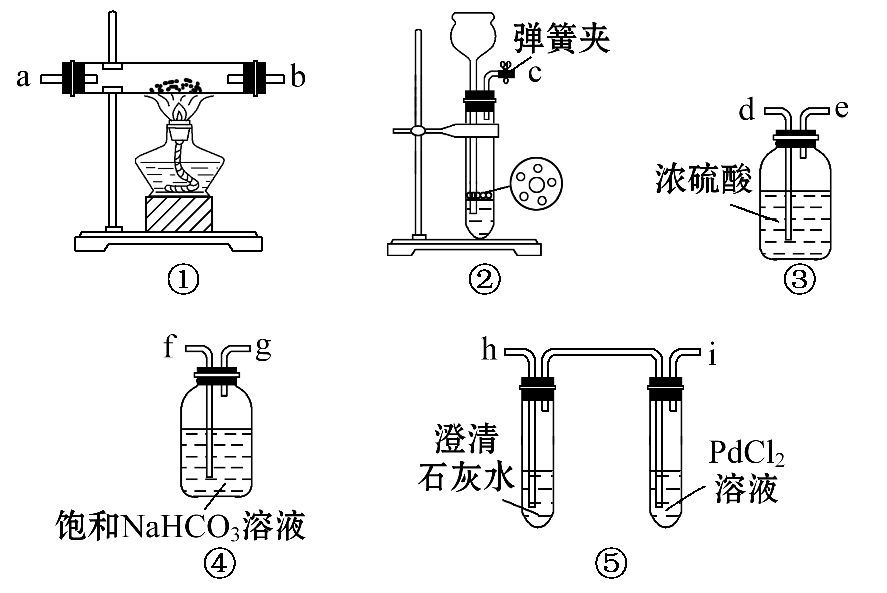 a
b
①
弹簧夹
c
②
d
e
浓硫酸
③
f
g
饱和NaHCO₃溶液
④
h
i
澄清
石灰水
PdCl₂
溶液
⑤